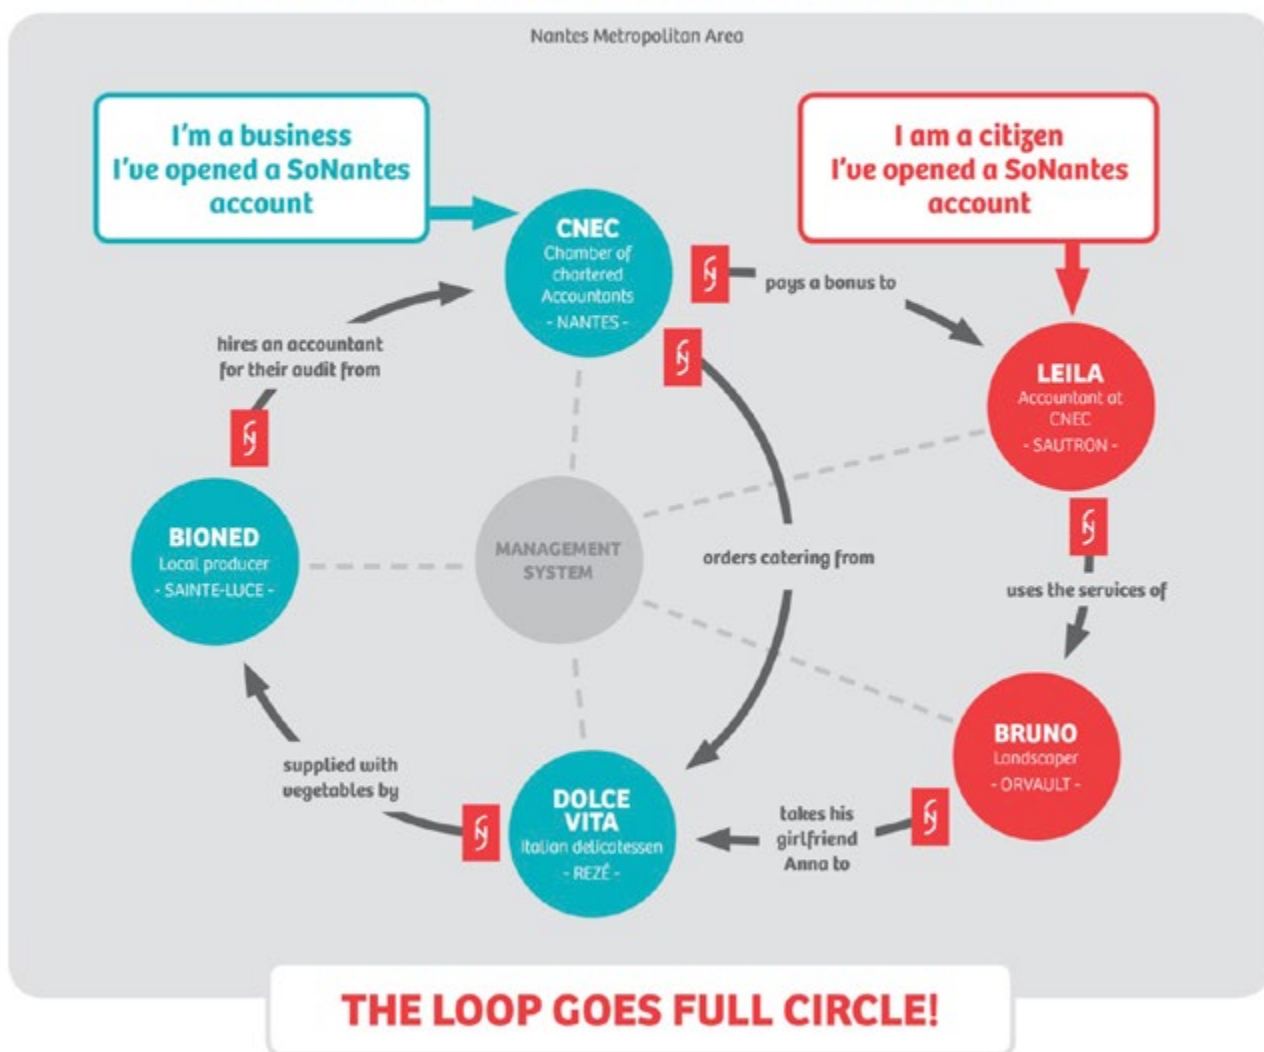 Nantes Metropolitan Area
I'm a business
I've opened a SoNantes
account
I am a citizen
I've opened a SoNantes
account
CNEC
Chamber of
chartered
Accountants
- NANTES -
pays a bonus to
LEILA
Accountant at
CNEC
- SAUTRON -
hires an accountant
for their audit from
BIONED
Local producer
- SAINTE-LUCE -
MANAGEMENT
SYSTEM
orders catering from
uses the services of
BRUNO
Landscaper
- ORVAULT -
supplied with
vegetables by
DOLCE
VITA
Italian delicatessen
- REZÉ -
takes his
girlfriend
Anna to
THE LOOP GOES FULL CIRCLE!